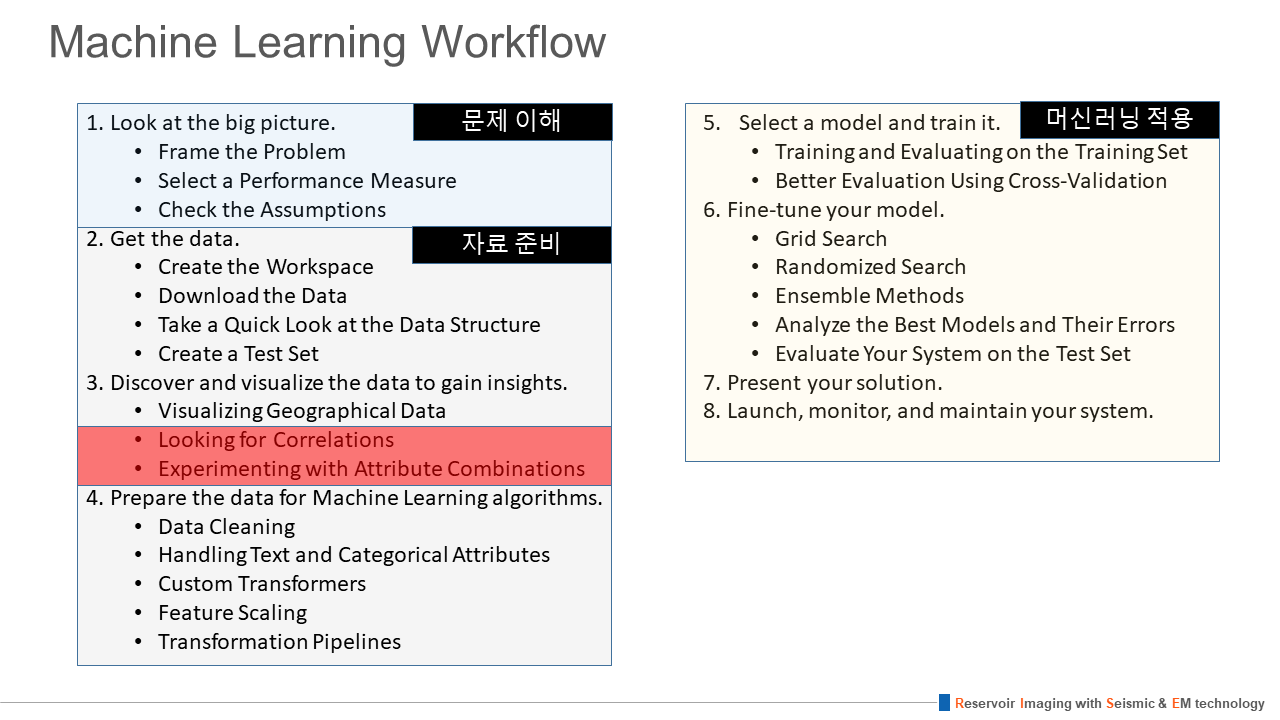 Machine Learning Workflow
1. Look at the big picture.
문제 이해
• Frame the Problem
• Select a Performance Measure
• Check the Assumptions
2. Get the data.
자료 준비
• Create the Workspace
• Download the Data
• Take a Quick Look at the Data Structure
• Create a Test Set
3. Discover and visualize the data to gain insights.
• Visualizing Geographical Data
• Looking for Correlations
• Experimenting with Attribute Combinations
4. Prepare the data for Machine Learning algorithms.
• Data Cleaning
• Handling Text and Categorical Attributes
• Custom Transformers
• Feature Scaling
• Transformation Pipelines
5. Select a model and train it.
머신러닝 적용
• Training and Evaluating on the Training Set
• Better Evaluation Using Cross-Validation
6. Fine-tune your model.
• Grid Search
• Randomized Search
• Ensemble Methods
• Analyze the Best Models and Their Errors
• Evaluate Your System on the Test Set
7. Present your solution.
8. Launch, monitor, and maintain your system.
Reservoir Imaging with Seismic & EM technology